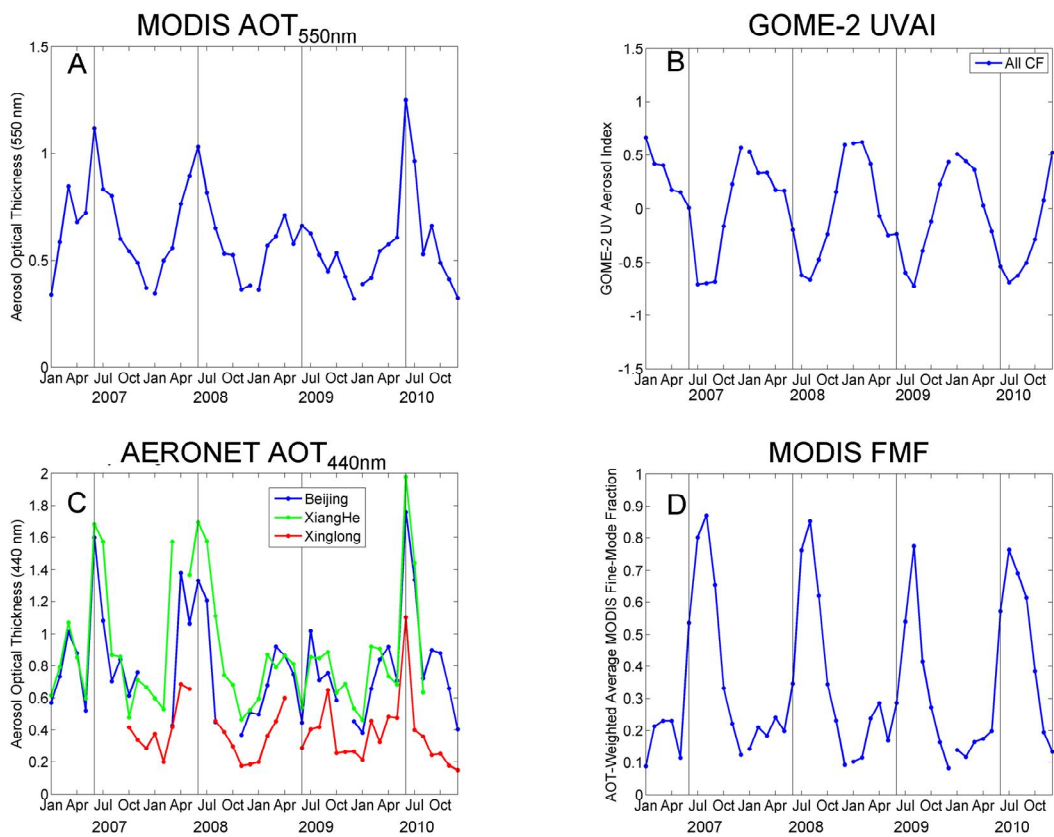 MODIS AOT550nm
A
Aerosol Optical Thickness (550 nm)
1.5
1
0.5
0
Jan Apr Jul Oct Jan Apr Jul Oct Jan Apr Jul Oct Jan Apr Jul Oct
2007 2008 2009 2010
GOME-2 UVAI
B
All CF
GOME-2 UV Aerosol Index
1.5
1
0.5
0
-0.5
-1
-1.5
Jan Apr Jul Oct Jan Apr Jul Oct Jan Apr Jul Oct Jan Apr Jul Oct
2007 2008 2009 2010
AERONET AOT440nm
C
Beijing
XiangHe
Xinglong
Aerosol Optical Thickness (440 nm)
2
1.8
1.6
1.4
1.2
1
0.8
0.6
0.4
0.2
0
Jan Apr Jul Oct Jan Apr Jul Oct Jan Apr Jul Oct Jan Apr Jul Oct
2007 2008 2009 2010
MODIS FMF
D
AOT-Weighted Average MODIS Fine-Mode Fraction
1
0.9
0.8
0.7
0.6
0.5
0.4
0.3
0.2
0.1
0
Jan Apr Jul Oct Jan Apr Jul Oct Jan Apr Jul Oct Jan Apr Jul Oct
2007 2008 2009 2010